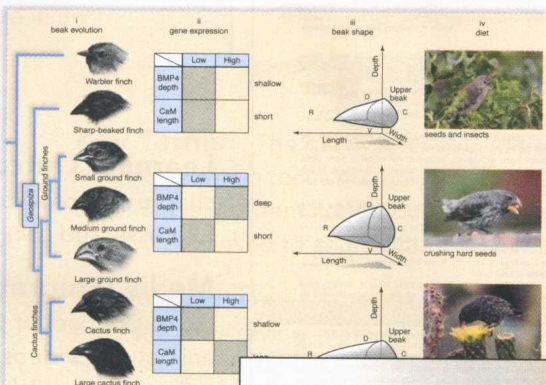 i
beak evolution
ii
gene expression
iii
beak shape
iv
diet
Warbler finch
Sharp-beaked finch
Small ground finch
Medium ground finch
Large ground finch
Cactus finch
Large cactus finch
Geospiza
Ground finches
Cactus finches
Low High
BMP4 depth
shallow
CaM length
short
Low High
BMP4 depth
deep
CaM length
short
Low High
BMP4 depth
shallow
CaM length
Depth
D
Upper beak
R
C
V
Length
Width
seeds and insects
Depth
D
Upper beak
R
C
V
Length
Width
crushing hard seeds
Depth
D
Upper beak
R
C